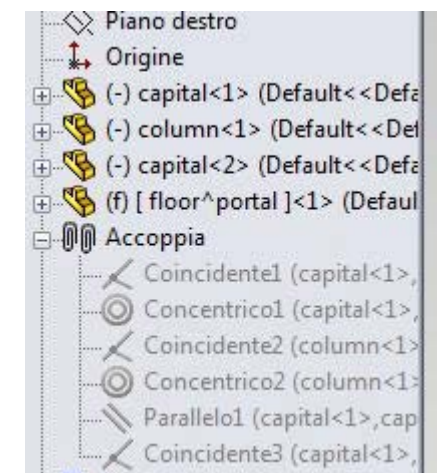 Piano destro
Origine
(-) capital<1> (Default<<Defa
(-) column<1> (Default<<Def
(-) capital<2> (Default<<Defa
(f) [ floor^portal ]<1> (Defaul
Accoppia
Coincidente1 (capital<1>,
Concentrico1 (capital<1>,
Coincidente2 (column<1>
Concentrico2 (column<1>
Parallelo1 (capital<1>,cap
Coincidente3 (capital<1>,